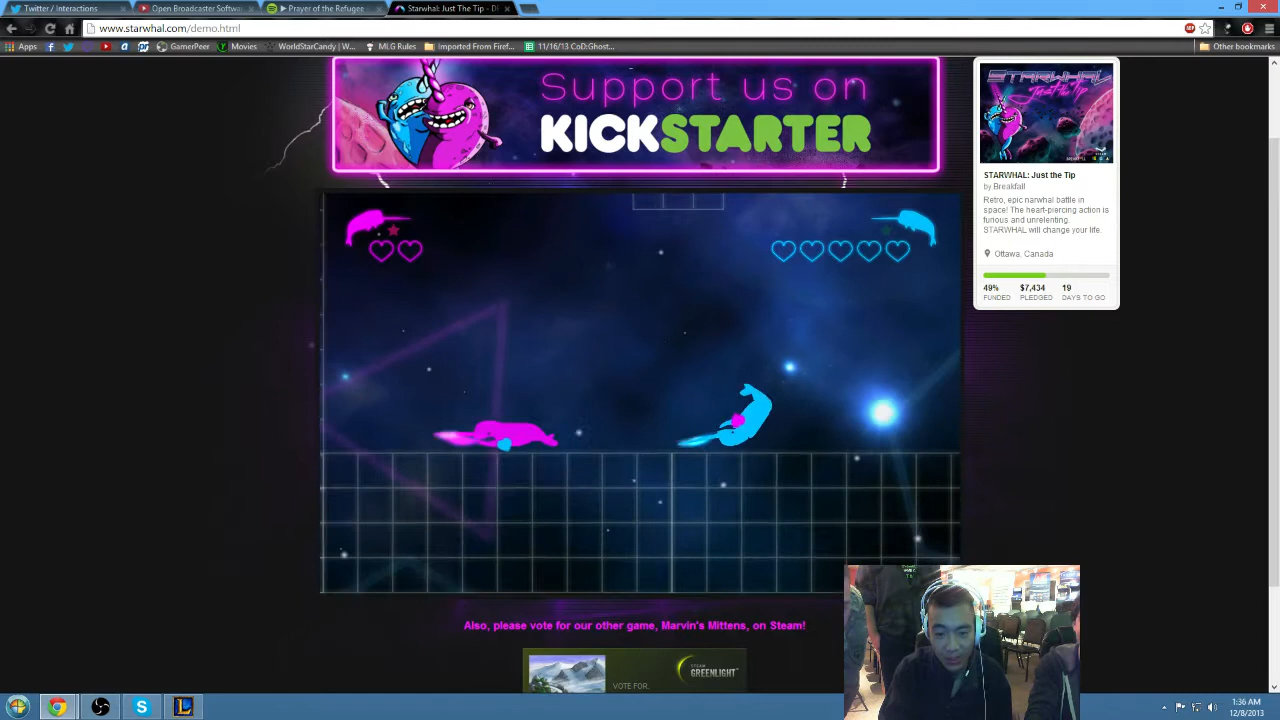 Twitter / Interactions
Open Broadcaster Softwa
Prayer of the Refugee
Starwhal: Just The Tip - D
www.starwhal.com/demo.html
Apps
GamerPeer
Movies
WorldStarCandy | W...
MLG Rules
Imported From Firef...
11/16/13 CoD:Ghost...
Other bookmarks
Support us on
KICKSTARTER
STARWHAL
Just the Tip
STARWHAL: Just the Tip
by Breakfall
Retro, epic narwhal battle in
space! The heart-piercing action is
furious and unrelenting.
STARWHAL will change your life.
Ottawa, Canada
49%
FUNDED
$7,434
PLEDGED
19
DAYS TO GO
Also, please vote for our other game, Marvin's Mittens, on Steam!
VOTE FOR.
STEAM
GREENLIGHT
1:36 AM
12/8/2013